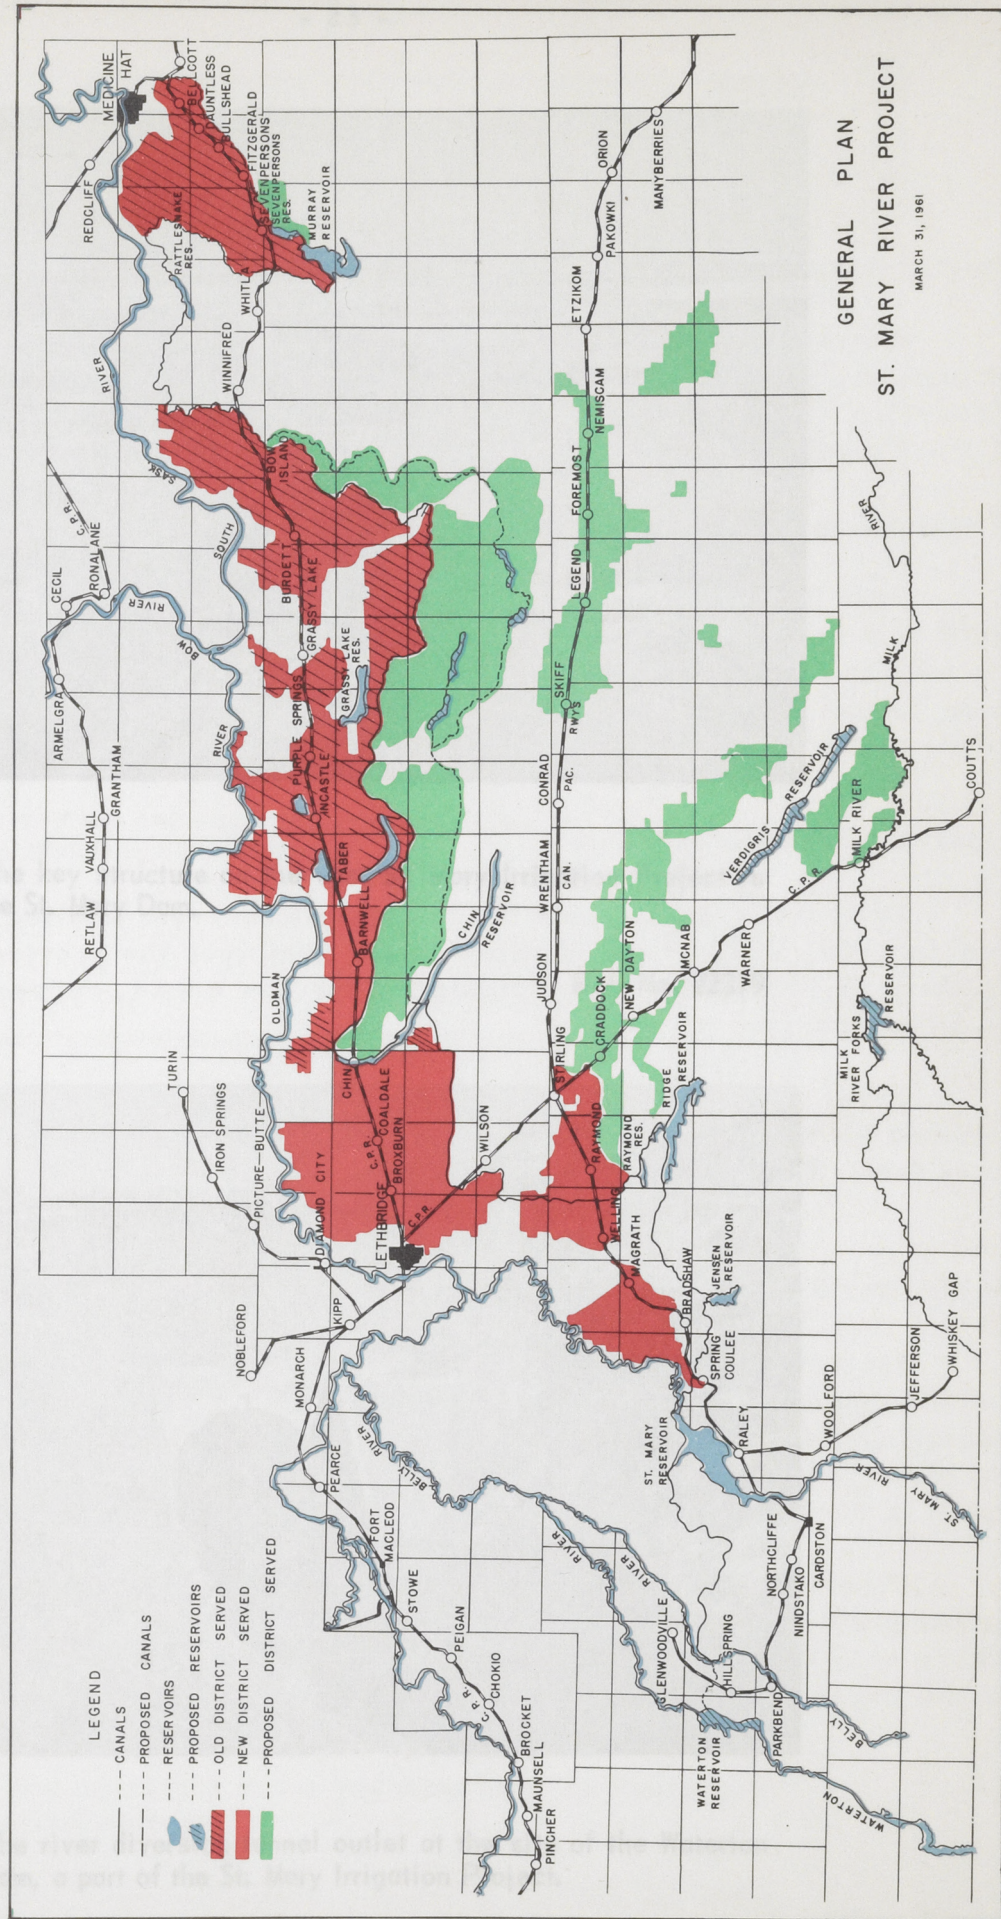 GENERAL PLAN
ST. MARY RIVER PROJECT
MARCH 31, 1961
LEGEND
---- CANALS
---- PROPOSED CANALS
---- RESERVOIRS
---- PROPOSED RESERVOIRS
---- OLD DISTRICT SERVED
---- NEW DISTRICT SERVED
---- PROPOSED DISTRICT SERVED
MEDICINE
HAT
REDCLIFF
BELLCOTT
DAUNTLESS
BULLSHEAD
FITZGERALD
SEVENPERSONS
SEVENPERSONS
RES.
MURRAY
RESERVOIR
RATTLESNAKE
RES.
WHITLA
WINNIFRED
RIVER
SASK
SOUTH
BOW
ISLAND
BURDETT
GRASSY LAKE
GRASSY LAKE
RES.
PURPLE SPRINGS
TABER
BARNWELL
CHIN
CHIN
RESERVOIR
COALDALE
C.P.R.
BROXBURN
LETHBRIDGE
C.P.R.
WILSON
C.P.R.
RONALANE
CECIL
ARMELGRA
GRANTHAM
VAUXHALL
RETLAW
RIVER
BOW
RIVER
OLDMAN
TURIN
IRON SPRINGS
PICTURE-BUTTE
DIAMOND CITY
NOBLEFORD
KIPP
MONARCH
PEARCE
FORT
MACLEOD
STOWE
PEIGAN
CHOKIO
C.P.R.
BROCKET
MAUNSELL
PINCHER
MANYBERRIES
ORION
PAKOWKI
ETZIKOM
NEMISCAM
FOREMOST
LEGEND
SKIFF
RWYS
CONRAD
PAC.
WRENTHAM
CAN.
JUDSON
STIRLING
CRADDOCK
NEW DAYTON
MCNAB
WARNER
C.P.R.
VERDIGRIS RESERVOIR
MILK RIVER
COUTTS
MILK
RIVER
MILK
RIVER FORKS
RESERVOIR
RIDGE
RESERVOIR
RAYMOND
RES.
RAYMOND
WELLING
MAGRATH
BRADSHAW
JENSEN
RESERVOIR
SPRING
COULEE
ST. MARY
RESERVOIR
RALEY
WOOLFORD
JEFFERSON
WHISKEY GAP
ST. MARY
RIVER
CARDSTON
NORTHCLIFFE
NINDSTAKO
HILLSPRING
GLENWOODVILLE
PARKBEND
WATERTON
RESERVOIR
BELLY
RIVER
RIVER
RIVER
BELLY
WATERTON